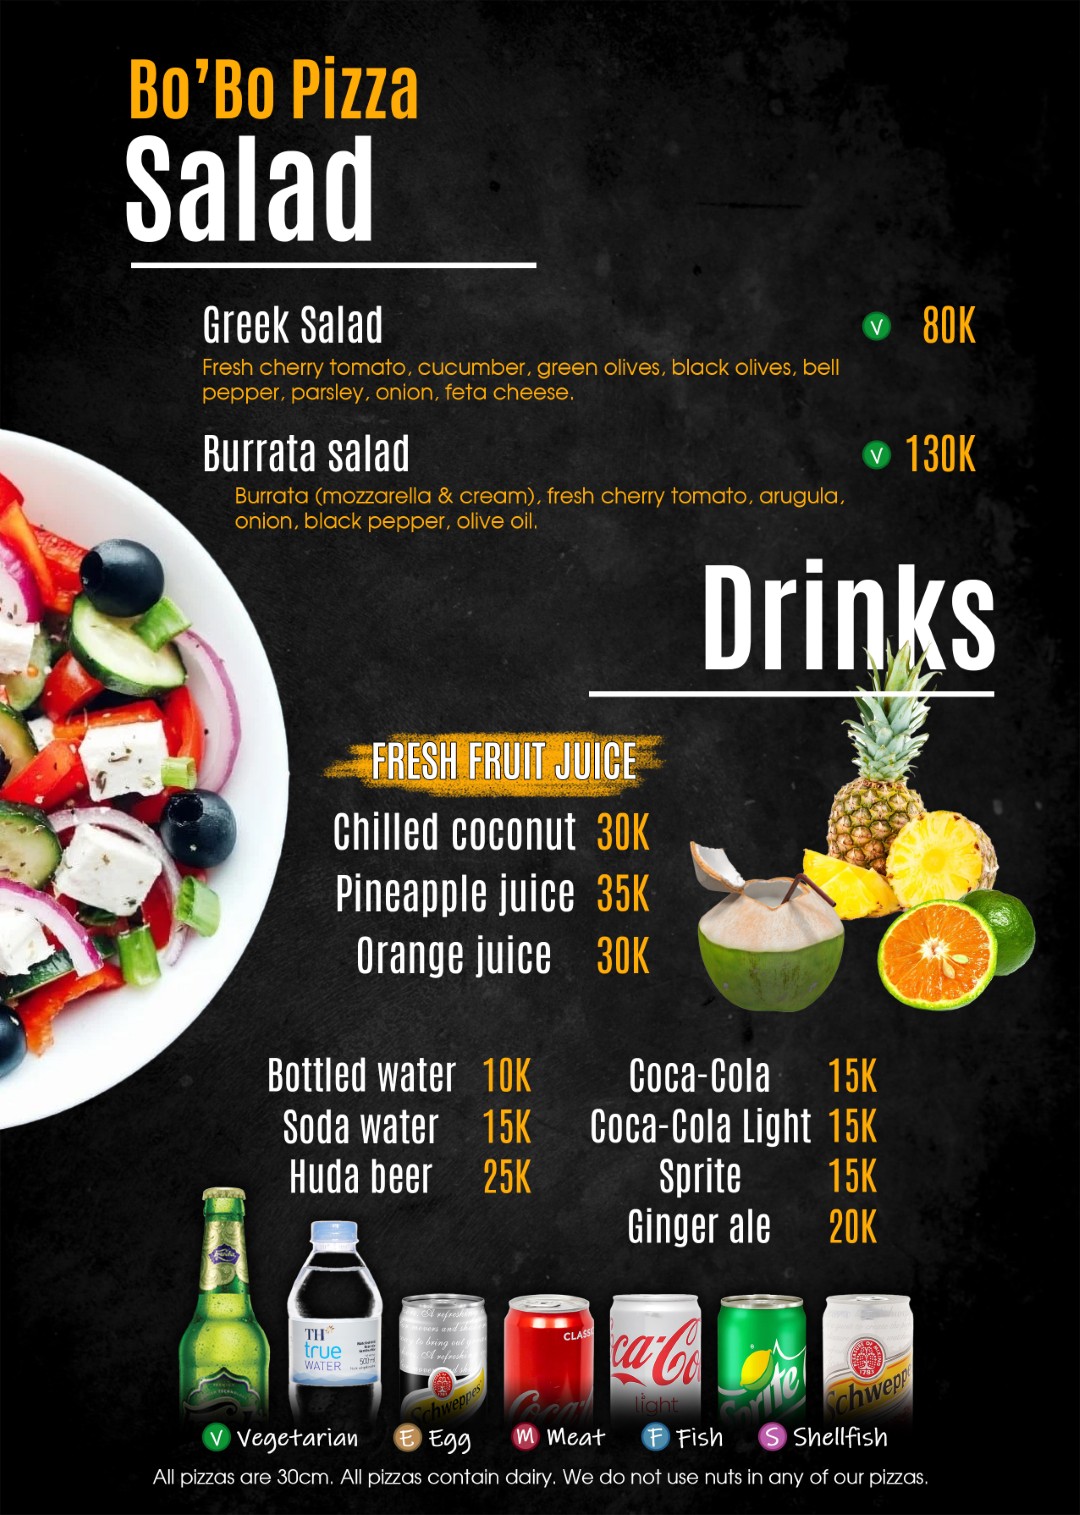 Bo’Bo Pizza
Salad
Greek Salad V 80K
Fresh cherry tomato, cucumber, green olives, black olives, bell
pepper, parsley, onion, feta cheese.
Burrata salad V 130K
Burrata (mozzarella & cream), fresh cherry tomato, arugula,
onion, black pepper, olive oil.
Drinks
FRESH FRUIT JUICE
Chilled coconut 30K
Pineapple juice 35K
Orange juice 30K
Bottled water 10K
Soda water 15K
Huda beer 25K
Coca-Cola 15K
Coca-Cola Light 15K
Sprite 15K
Ginger ale 20K
TH
true
WATER
Schweppes
CLASSI
ca-Co
light
Sprite
Schwepp
V Vegetarian E Egg M Meat F Fish S Shellfish
All pizzas are 30cm. All pizzas contain dairy. We do not use nuts in any of our pizzas.